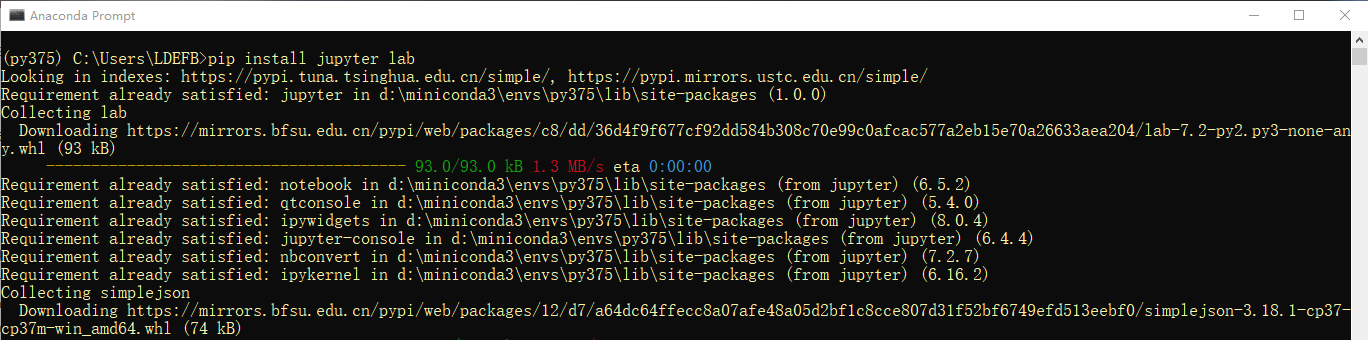 Anaconda Prompt
(py375) C:\Users\LDEFB>pip install jupyter lab
Looking in indexes: https://pypi.tuna.tsinghua.edu.cn/simple/, https://pypi.mirrors.ustc.edu.cn/simple/
Requirement already satisfied: jupyter in d:\miniconda3\envs\py375\lib\site-packages (1.0.0)
Collecting lab
  Downloading https://mirrors.bfsu.edu.cn/pypi/web/packages/c8/dd/36d4f9f677cf92dd584b308c70e99c0afcac577a2eb15e70a26633aea204/lab-7.2-py2.py3-none-an
y.whl (93 kB)
     ---------------------------------------- 93.0/93.0 kB 1.3 MB/s eta 0:00:00
Requirement already satisfied: notebook in d:\miniconda3\envs\py375\lib\site-packages (from jupyter) (6.5.2)
Requirement already satisfied: qtconsole in d:\miniconda3\envs\py375\lib\site-packages (from jupyter) (5.4.0)
Requirement already satisfied: ipywidgets in d:\miniconda3\envs\py375\lib\site-packages (from jupyter) (8.0.4)
Requirement already satisfied: jupyter-console in d:\miniconda3\envs\py375\lib\site-packages (from jupyter) (6.4.4)
Requirement already satisfied: nbconvert in d:\miniconda3\envs\py375\lib\site-packages (from jupyter) (7.2.7)
Requirement already satisfied: ipykernel in d:\miniconda3\envs\py375\lib\site-packages (from jupyter) (6.16.2)
Collecting simplejson
  Downloading https://mirrors.bfsu.edu.cn/pypi/web/packages/12/d7/a64dc64ffecc8a07afe48a05d2bf1c8cce807d31f52bf6749efd513eebf0/simplejson-3.18.1-cp37-
cp37m-win_amd64.whl (74 kB)